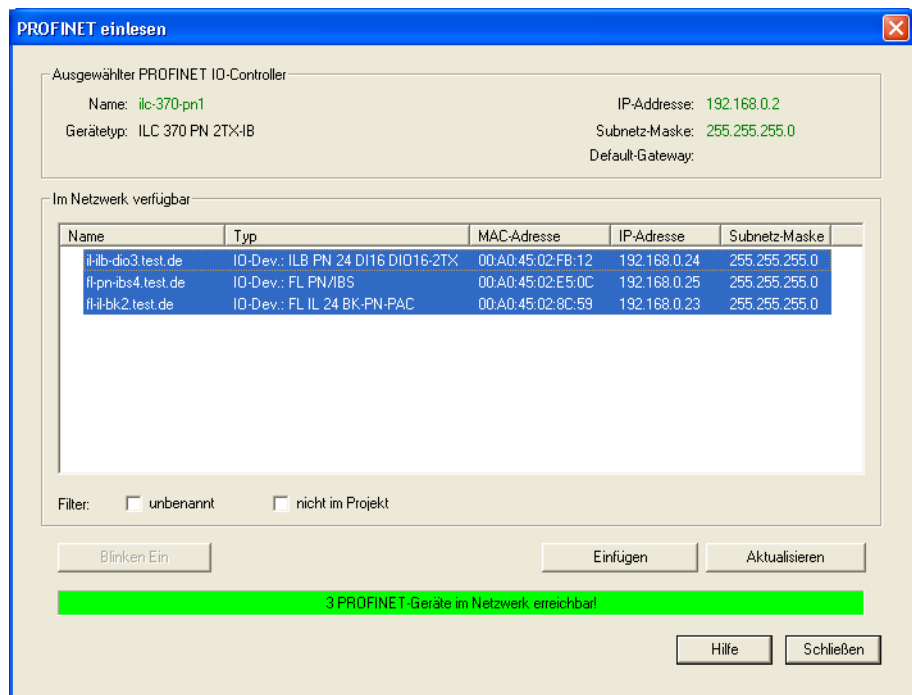 PROFINET einlesen
Ausgewählter PROFINET IO-Controller
Name: ilc-370-pn1 IP-Addresse: 192.168.0.2
Gerätetyp: ILC 370 PN 2TX-IB Subnetz-Maske: 255.255.255.0
Default-Gateway:
Im Netzwerk verfügbar
Name Typ MAC-Adresse IP-Adresse Subnetz-Maske
il-ilb-dio3.test.de IO-Dev.: ILB PN 24 DI16 DIO16-2TX 00:A0:45:02:FB:12 192.168.0.24 255.255.255.0
fl-pn-ibs4.test.de IO-Dev.: FL PN/IBS 00:A0:45:02:E5:0C 192.168.0.25 255.255.255.0
fl-il-bk2.test.de IO-Dev.: FL IL 24 BK-PN-PAC 00:A0:45:02:8C:59 192.168.0.23 255.255.255.0
Filter: unbenannt nicht im Projekt
Blinken Ein Einfügen Aktualisieren
3 PROFINET-Geräte im Netzwerk erreichbar!
Hilfe Schließen